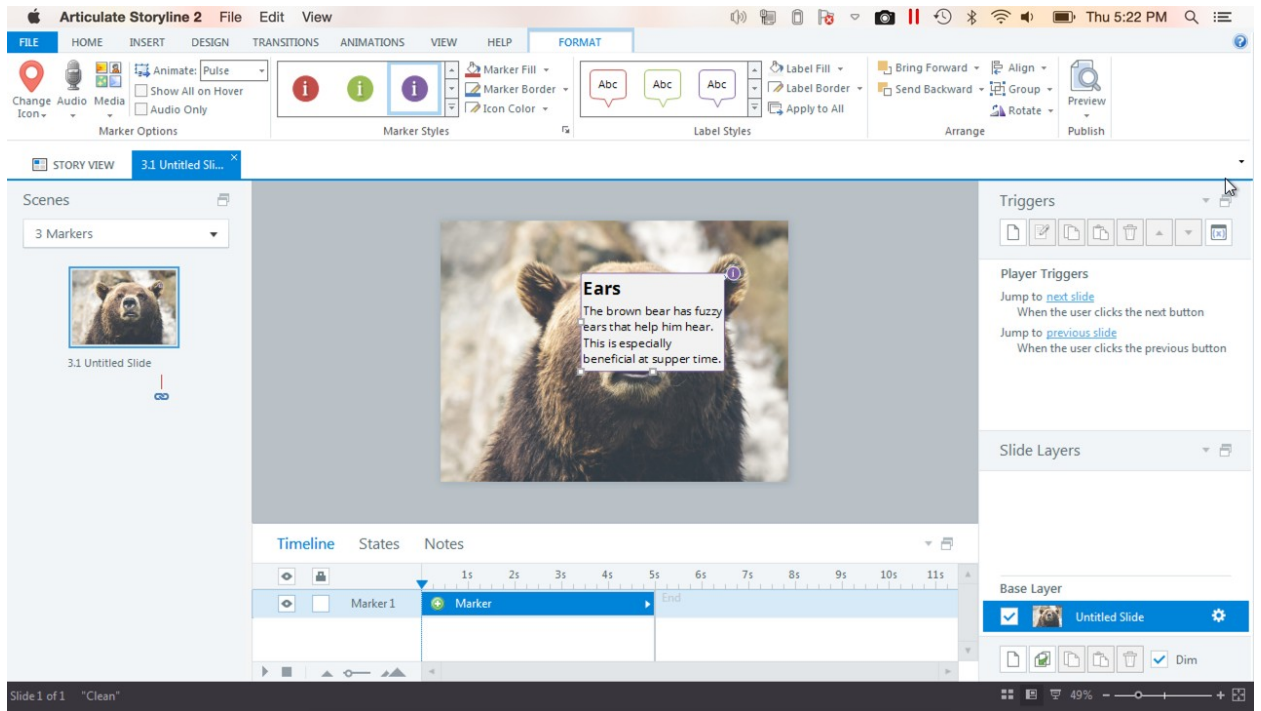 Articulate Storyline 2 File Edit View Thu 5:22 PM
FILE HOME INSERT DESIGN TRANSITIONS ANIMATIONS VIEW HELP FORMAT
Change Icon
Audio
Media
Animate: Pulse
Show All on Hover
Audio Only
Marker Options
i i i
Marker Fill
Marker Border
Icon Color
Marker Styles
Abc Abc Abc
Label Fill
Label Border
Apply to All
Label Styles
Bring Forward
Send Backward
Align
Group
Rotate
Arrange
Preview
Publish
STORY VIEW 3.1 Untitled Sli...
Scenes
3 Markers
3.1 Untitled Slide
i
Ears
The brown bear has fuzzy
ears that help him hear.
This is especially
beneficial at supper time.
Timeline States Notes
1s 2s 3s 4s 5s 6s 7s 8s 9s 10s 11s
Marker 1 Marker End
Triggers
(x)
Player Triggers
Jump to next slide
When the user clicks the next button
Jump to previous slide
When the user clicks the previous button
Slide Layers
Base Layer
Untitled Slide
Dim
Slide 1 of 1 "Clean" 49%